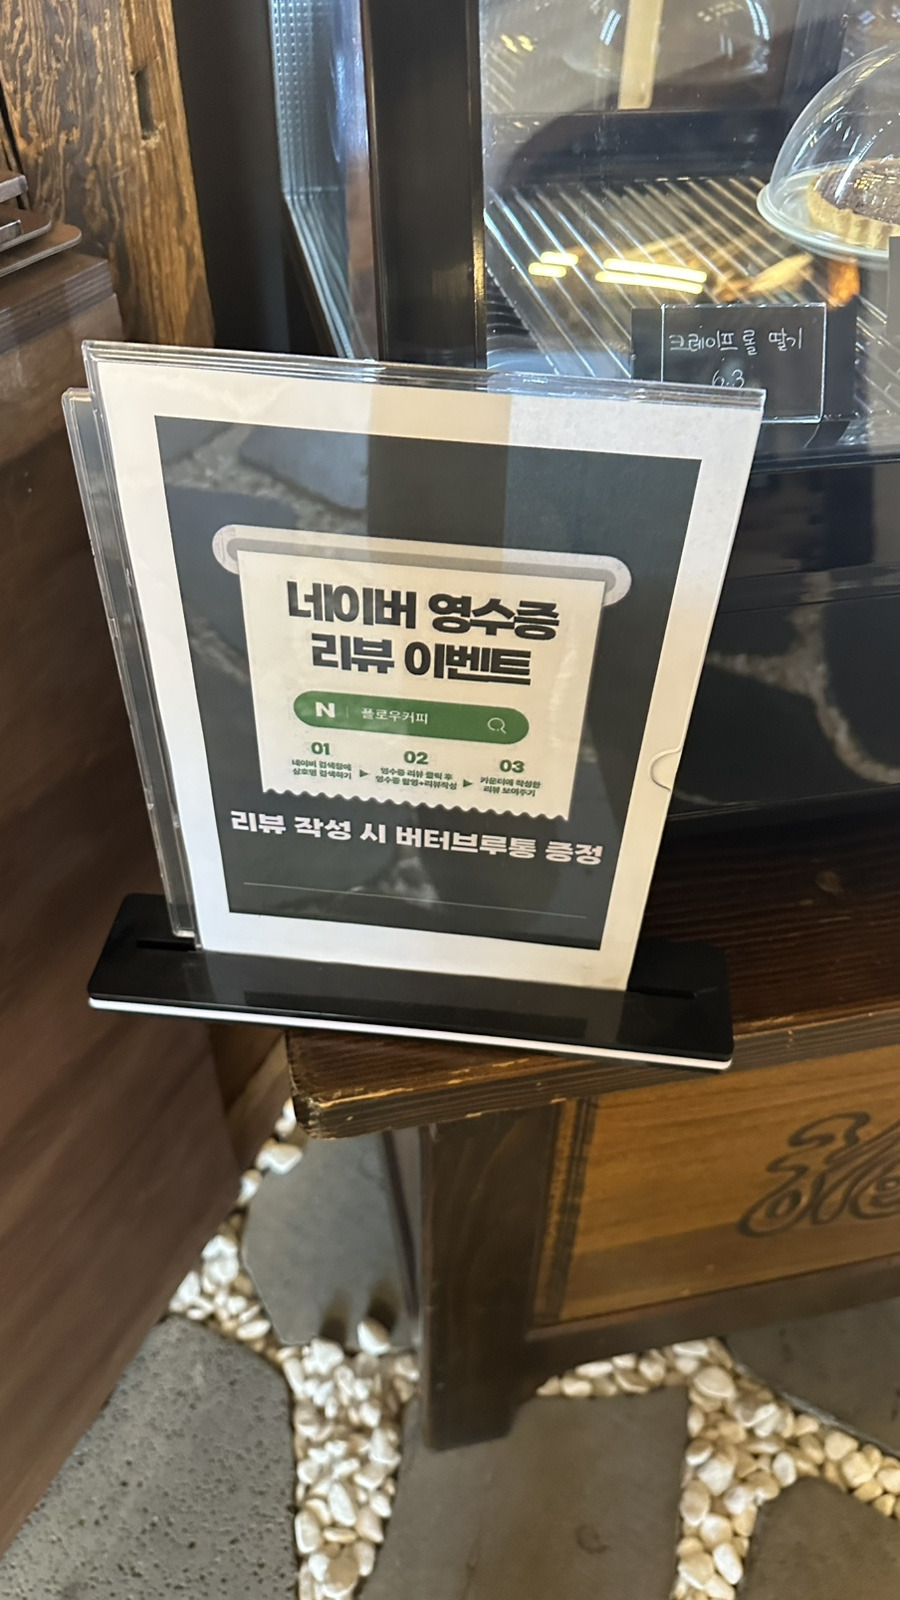 크레이프롤 딸기
6.3
네이버 영수증
리뷰 이벤트
N 플로우커피
01
네이버 검색창에
상호명 검색하기
02
영수증 리뷰 클릭 후
영수증 촬영+리뷰작성
03
카운터에 작성한
리뷰 보여주기
리뷰 작성 시 버터브루통 증정